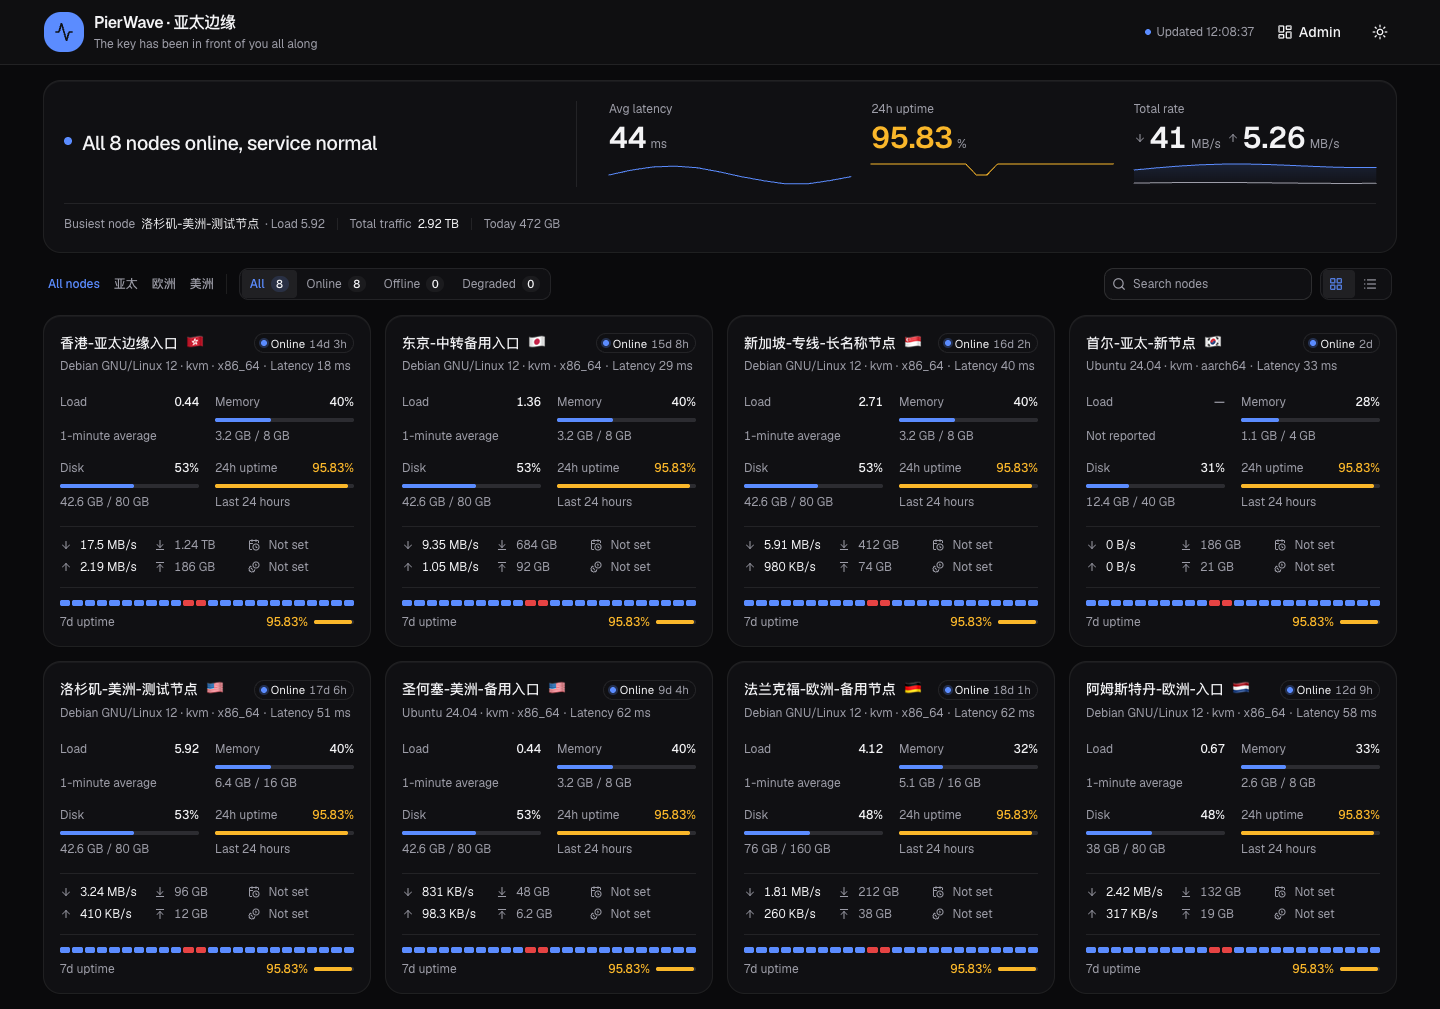 PierWave · 亚太边缘
The key has been in front of you all along
Updated 12:08:37
Admin
All 8 nodes online, service normal
Avg latency
44 ms
24h uptime
95.83 %
Total rate
↓ 41 MB/s ↑ 5.26 MB/s
Busiest node 洛杉矶-美洲-测试节点 · Load 5.92
Total traffic 2.92 TB
Today 472 GB
All nodes 亚太 欧洲 美洲
All 8 Online 8 Offline 0 Degraded 0
Search nodes
香港-亚太边缘入口 Online 14d 3h
Debian GNU/Linux 12 · kvm · x86_64 · Latency 18 ms
Load 0.44 Memory 40%
1-minute average 3.2 GB / 8 GB
Disk 53% 24h uptime 95.83%
42.6 GB / 80 GB Last 24 hours
↓ 17.5 MB/s 1.24 TB Not set
↑ 2.19 MB/s 186 GB Not set
7d uptime 95.83%
东京-中转备用入口 Online 15d 8h
Debian GNU/Linux 12 · kvm · x86_64 · Latency 29 ms
Load 1.36 Memory 40%
1-minute average 3.2 GB / 8 GB
Disk 53% 24h uptime 95.83%
42.6 GB / 80 GB Last 24 hours
↓ 9.35 MB/s 684 GB Not set
↑ 1.05 MB/s 92 GB Not set
7d uptime 95.83%
新加坡-专线-长名称节点 Online 16d 2h
Debian GNU/Linux 12 · kvm · x86_64 · Latency 40 ms
Load 2.71 Memory 40%
1-minute average 3.2 GB / 8 GB
Disk 53% 24h uptime 95.83%
42.6 GB / 80 GB Last 24 hours
↓ 5.91 MB/s 412 GB Not set
↑ 980 KB/s 74 GB Not set
7d uptime 95.83%
首尔-亚太-新节点 Online 2d
Ubuntu 24.04 · kvm · aarch64 · Latency 33 ms
Load — Memory 28%
Not reported 1.1 GB / 4 GB
Disk 31% 24h uptime 95.83%
12.4 GB / 40 GB Last 24 hours
↓ 0 B/s 186 GB Not set
↑ 0 B/s 21 GB Not set
7d uptime 95.83%
洛杉矶-美洲-测试节点 Online 17d 6h
Debian GNU/Linux 12 · kvm · x86_64 · Latency 51 ms
Load 5.92 Memory 40%
1-minute average 6.4 GB / 16 GB
Disk 53% 24h uptime 95.83%
42.6 GB / 80 GB Last 24 hours
↓ 3.24 MB/s 96 GB Not set
↑ 410 KB/s 12 GB Not set
7d uptime 95.83%
圣何塞-美洲-备用入口 Online 9d 4h
Ubuntu 24.04 · kvm · x86_64 · Latency 62 ms
Load 0.44 Memory 40%
1-minute average 3.2 GB / 8 GB
Disk 53% 24h uptime 95.83%
42.6 GB / 80 GB Last 24 hours
↓ 831 KB/s 48 GB Not set
↑ 98.3 KB/s 6.2 GB Not set
7d uptime 95.83%
法兰克福-欧洲-备用节点 Online 18d 1h
Debian GNU/Linux 12 · kvm · x86_64 · Latency 62 ms
Load 4.12 Memory 32%
1-minute average 5.1 GB / 16 GB
Disk 48% 24h uptime 95.83%
76 GB / 160 GB Last 24 hours
↓ 1.81 MB/s 212 GB Not set
↑ 260 KB/s 38 GB Not set
7d uptime 95.83%
阿姆斯特丹-欧洲-入口 Online 12d 9h
Debian GNU/Linux 12 · kvm · x86_64 · Latency 58 ms
Load 0.67 Memory 33%
1-minute average 2.6 GB / 8 GB
Disk 48% 24h uptime 95.83%
38 GB / 80 GB Last 24 hours
↓ 2.42 MB/s 132 GB Not set
↑ 317 KB/s 19 GB Not set
7d uptime 95.83%